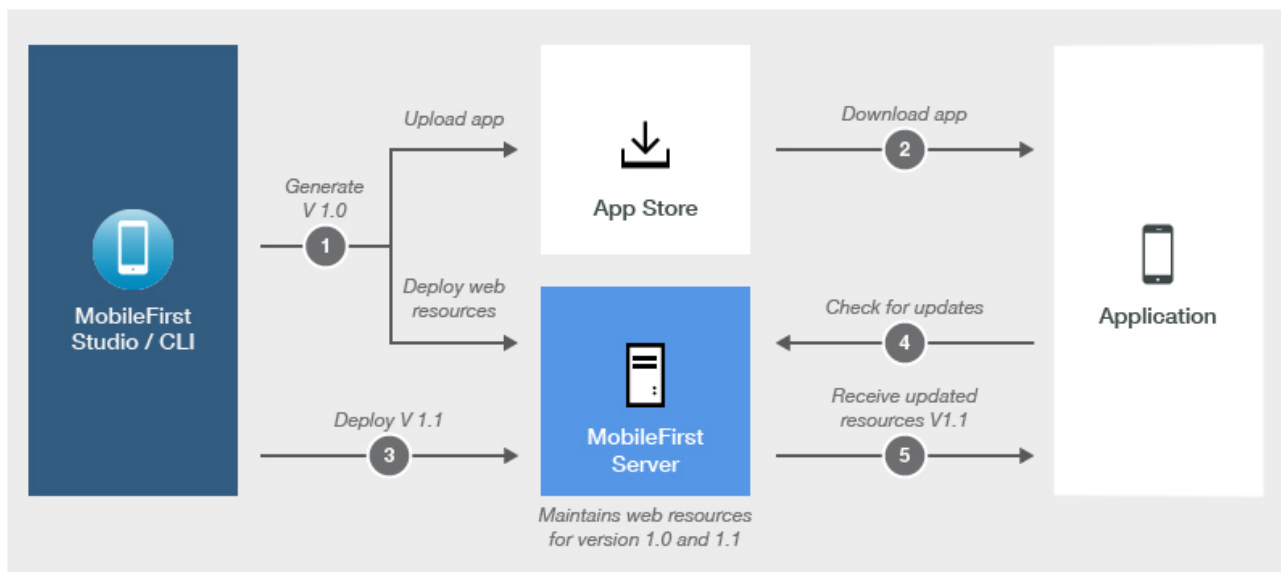 MobileFirst
Studio / CLI
Generate
V 1.0
1
Upload app
Deploy web
resources
Deploy V 1.1
3
App Store
MobileFirst
Server
Maintains web resources
for version 1.0 and 1.1
Download app
2
Check for updates
4
Receive updated
resources V1.1
5
Application